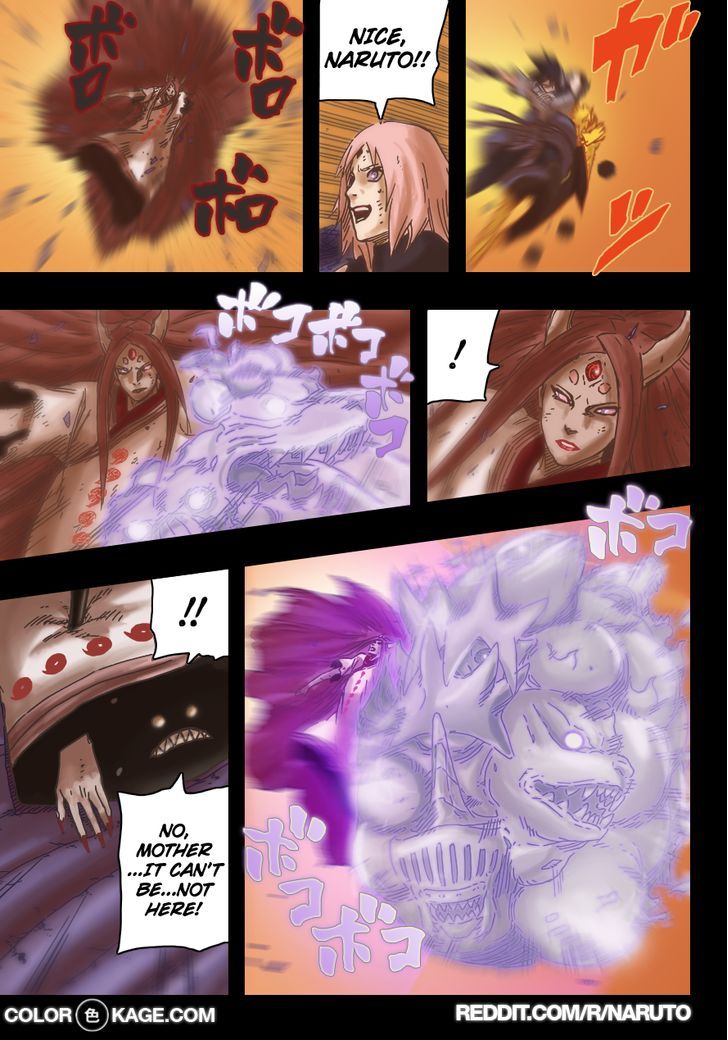 ガッ
NICE,
NARUTO!!
ボロ
ボロ
ボロ
!
ボコ
ボコ
ボコ
ボコ
!!
NO,
MOTHER
...IT CAN'T
BE...NOT
HERE!
ボコ
ボコ
COLOR 色 KAGE.COM
REDDIT.COM/R/NARUTO